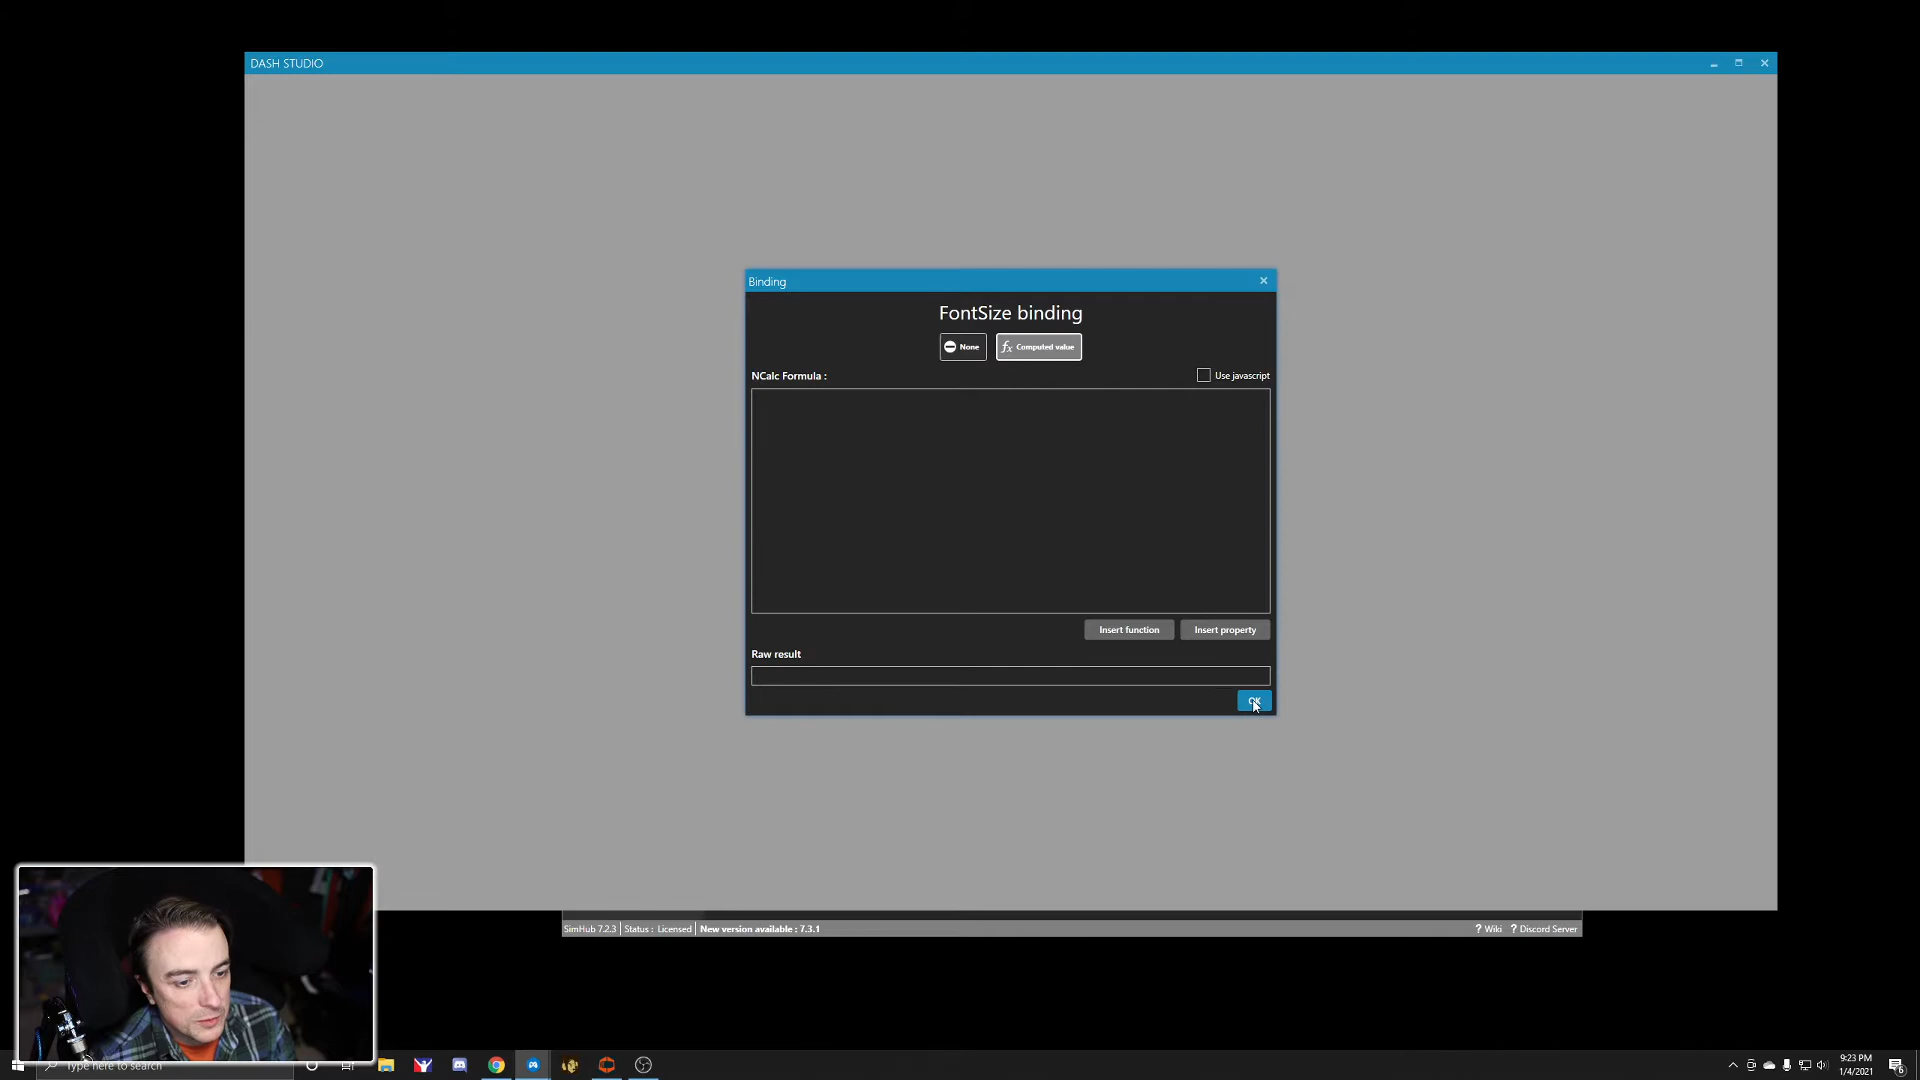 DASH STUDIO
Binding
FontSize binding
None
Computed value
NCalc Formula :
Use javascript
Insert function
Insert property
Raw result
OK
SimHub 7.2.3
Status : Licensed
New version available : 7.3.1
? Wiki
? Discord Server
Type here to search
9:23 PM
1/4/2021
6